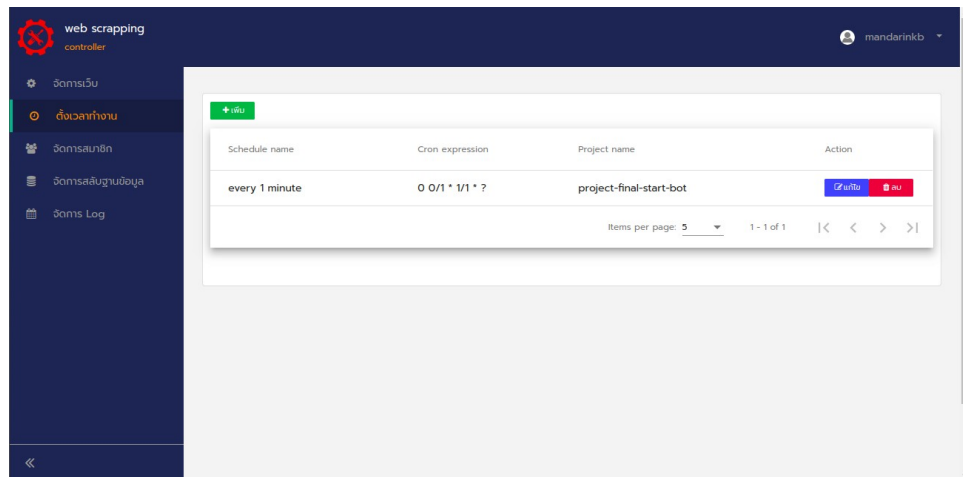 web scrapping
controller
mandarinkb
จัดการเว็บ
ตั้งเวลาทำงาน
จัดการสมาชิก
จัดการสลับฐานข้อมูล
จัดการ Log
+เพิ่ม
Schedule name Cron expression Project name Action
every 1 minute 0 0/1 * 1/1 * ? project-final-start-bot แก้ไข ลบ
Items per page: 5 1 - 1 of 1